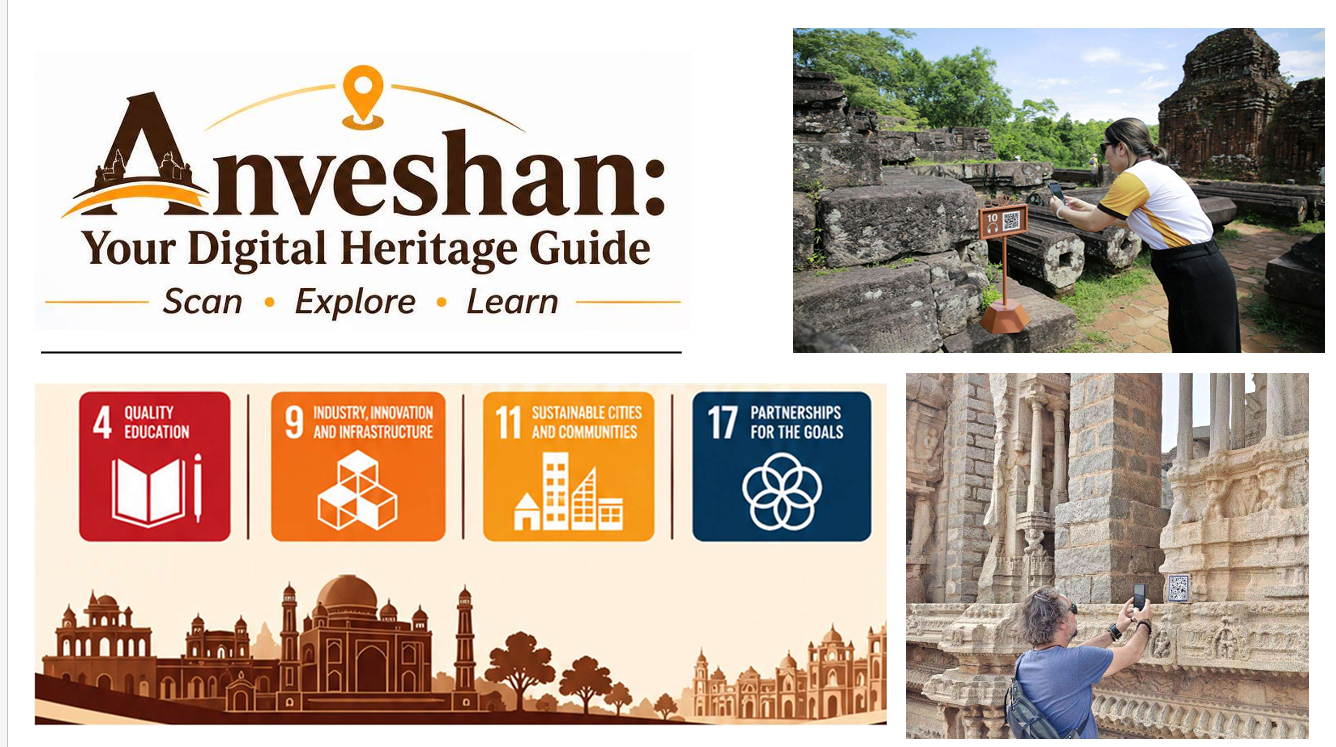 Anveshan:
Your Digital Heritage Guide
Scan • Explore • Learn
10
4 QUALITY
EDUCATION
9 INDUSTRY, INNOVATION
AND INFRASTRUCTURE
11 SUSTAINABLE CITIES
AND COMMUNITIES
17 PARTNERSHIPS
FOR THE GOALS